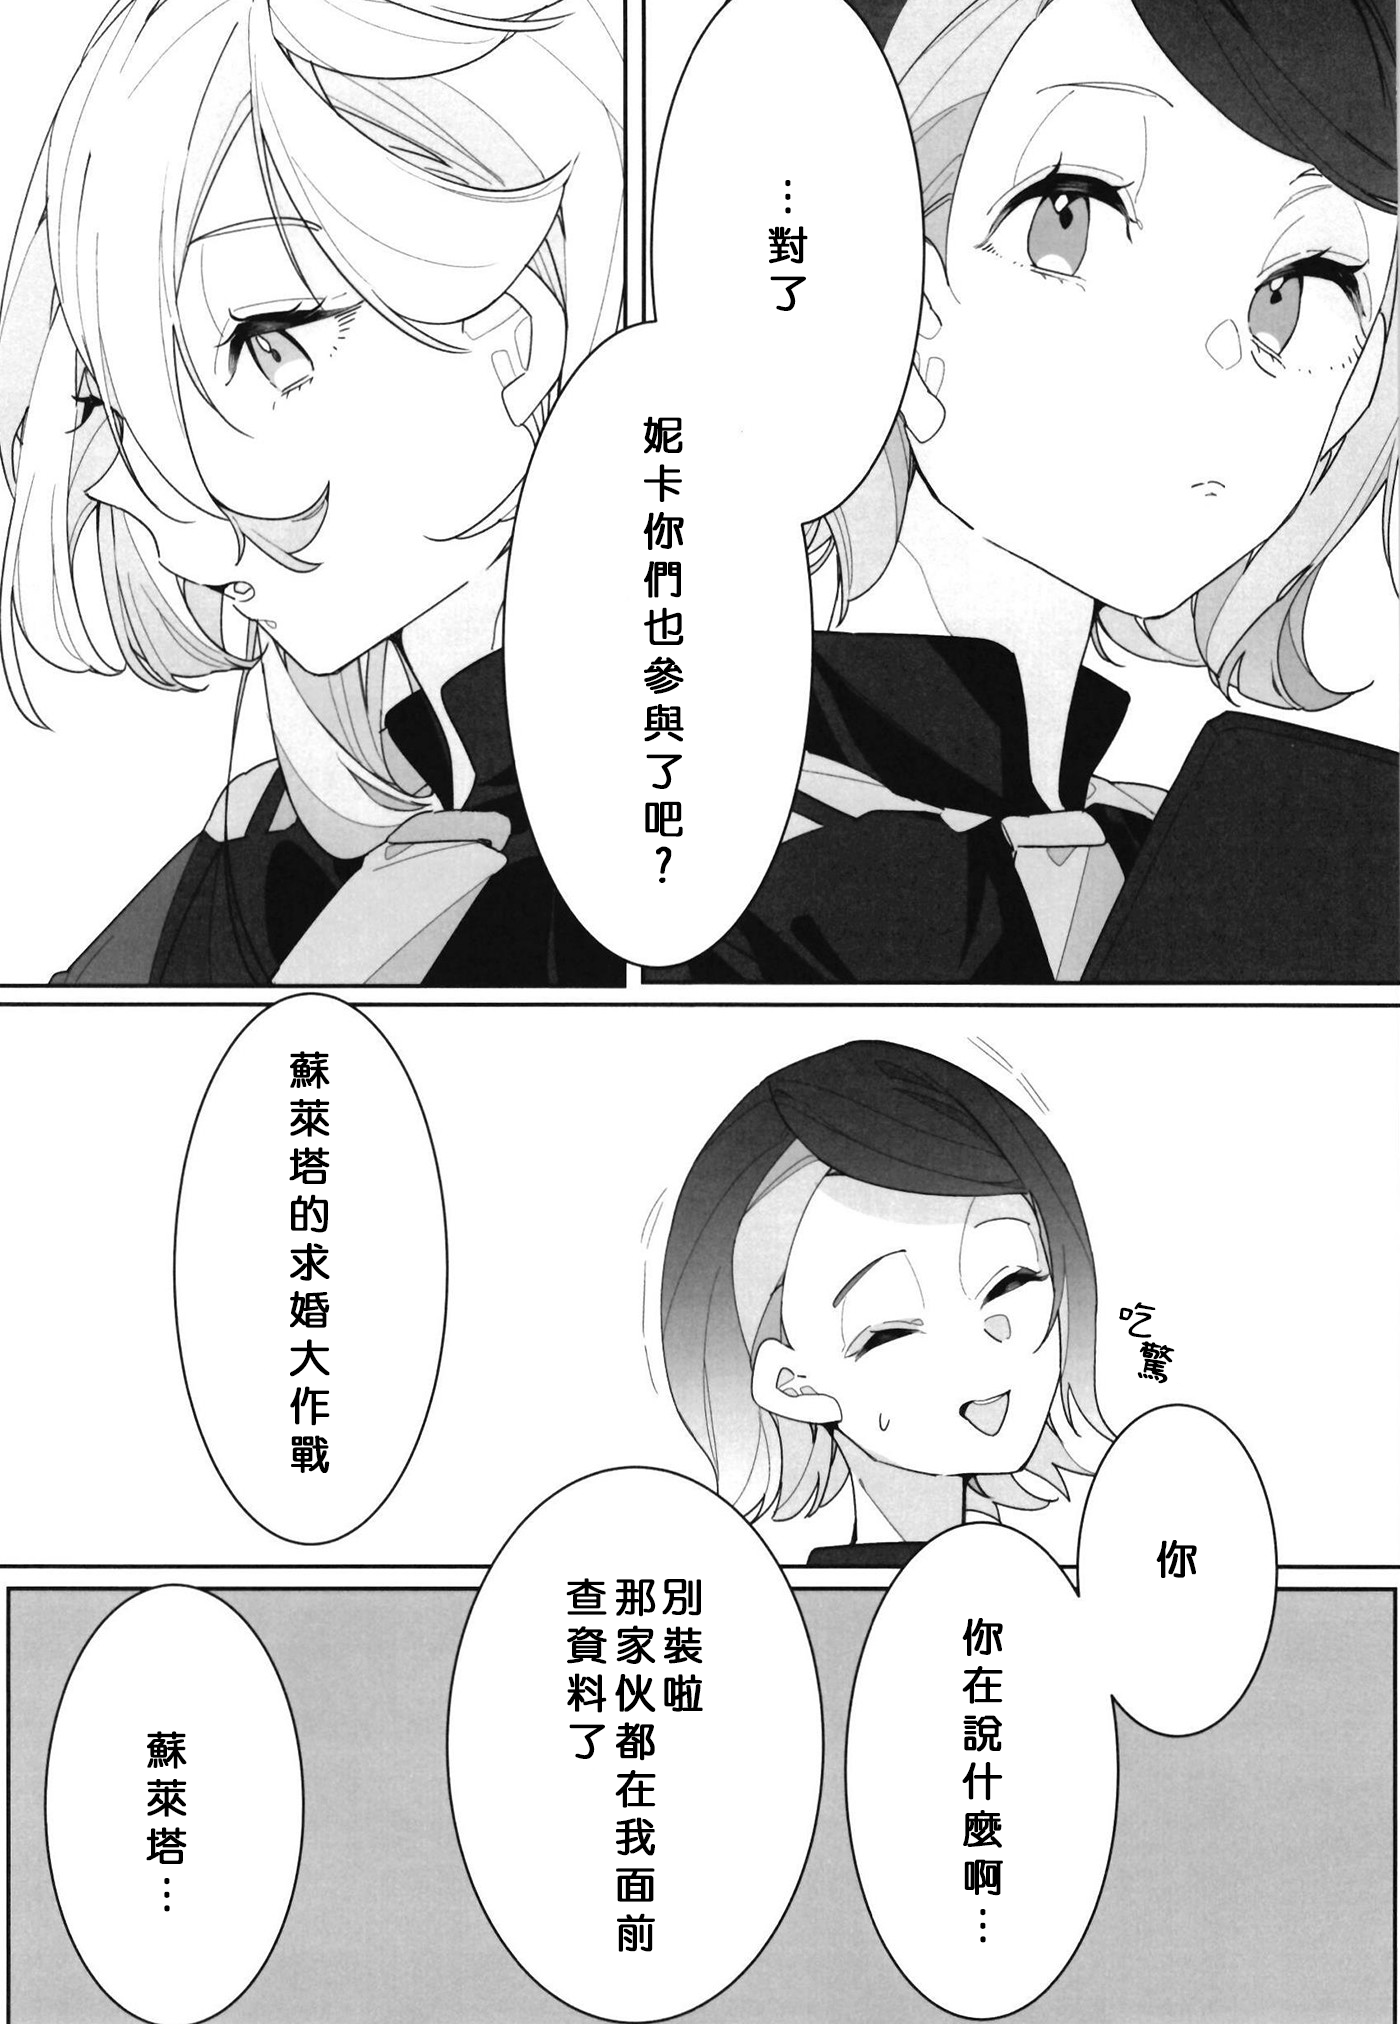 …對了
妮卡你們也參與了吧?
蘇萊塔的求婚大作戰
吃驚
你
你在說什麼啊…
別裝啦
那家伙都在我面前
查資料了
蘇萊塔…